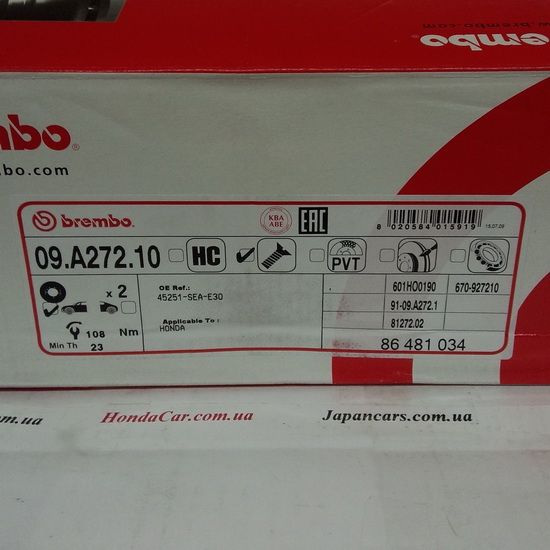 brembo
www.brembo.c
mbo®
bo.com
brembo.
KBA
ABE
EAC
8 020584 015919
15.07.09
09.A272.10
HC
PVT
x 2
OE Ref.:
45251-SEA-E30
601HO0190
670-927210
91-09.A272.1
Applicable To :
HONDA
81272.02
108 Nm
Min Th 23
86 481 034
com.ua
HondaCar.com.ua
Japancars.com.ua